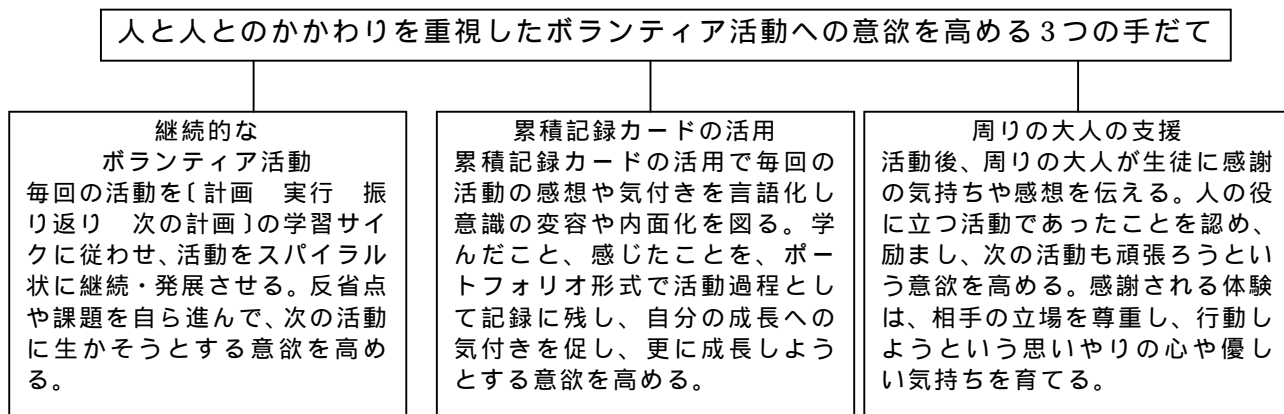 人と人とのかかわりを重視したボランティア活動への意欲を高める3つの手だて
継続的な
ボランティア活動
毎回の活動を〔計画　実行　振
り返り　次の計画〕の学習サイ
クに従わせ、活動をスパイラル
状に継続・発展させる。反省点
や課題を自ら進んで、次の活動
に生かそうとする意欲を高め
る。
累積記録カードの活用
累積記録カードの活用で毎回の
活動の感想や気付きを言語化し
意識の変容や内面化を図る。学
んだこと、感じたことを、ポー
トフォリオ形式で活動過程とし
て記録に残し、自分の成長への
気付きを促し、更に成長しよう
とする意欲を高める。
周りの大人の支援
活動後、周りの大人が生徒に感謝
の気持ちや感想を伝える。人の役
に立つ活動であったことを認め、
励まし、次の活動も頑張ろうとい
う意欲を高める。感謝される体験
は、相手の立場を尊重し、行動し
ようという思いやりの心や優し
い気持ちを育てる。